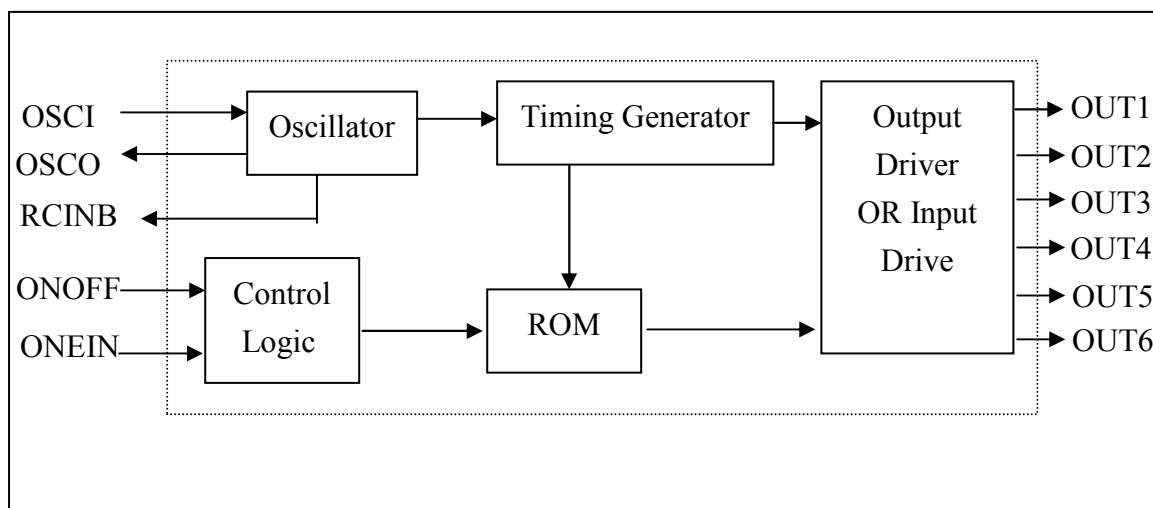 OSCI
OSCO
RCINB
ONOFF
ONEIN
Oscillator
Timing Generator
Control
Logic
ROM
Output
Driver
OR Input
Drive
OUT1
OUT2
OUT3
OUT4
OUT5
OUT6